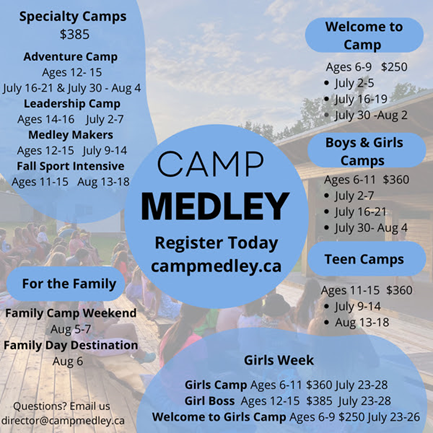 Specialty Camps
$385
Adventure Camp
Ages 12- 15
July 16-21 & July 30 - Aug 4
Leadership Camp
Ages 14-16 July 2-7
Medley Makers
Ages 12-15 July 9-14
Fall Sport Intensive
Ages 11-15 Aug 13-18
Welcome to
Camp
Ages 6-9 $250
July 2-5
July 16-19
July 30 -Aug 2
Boys & Girls
Camps
Ages 6-11 $360
July 2-7
July 16-21
July 30- Aug 4
CAMP
MEDLEY
Register Today
campmedley.ca
Teen Camps
Ages 11-15 $360
July 9-14
Aug 13-18
For the Family
Family Camp Weekend
Aug 5-7
Family Day Destination
Aug 6
Girls Week
Girls Camp Ages 6-11 $360 July 23-28
Girl Boss Ages 12-15 $385 July 23-28
Welcome to Girls Camp Ages 6-9 $250 July 23-26
Questions? Email us
director@campmedley.ca